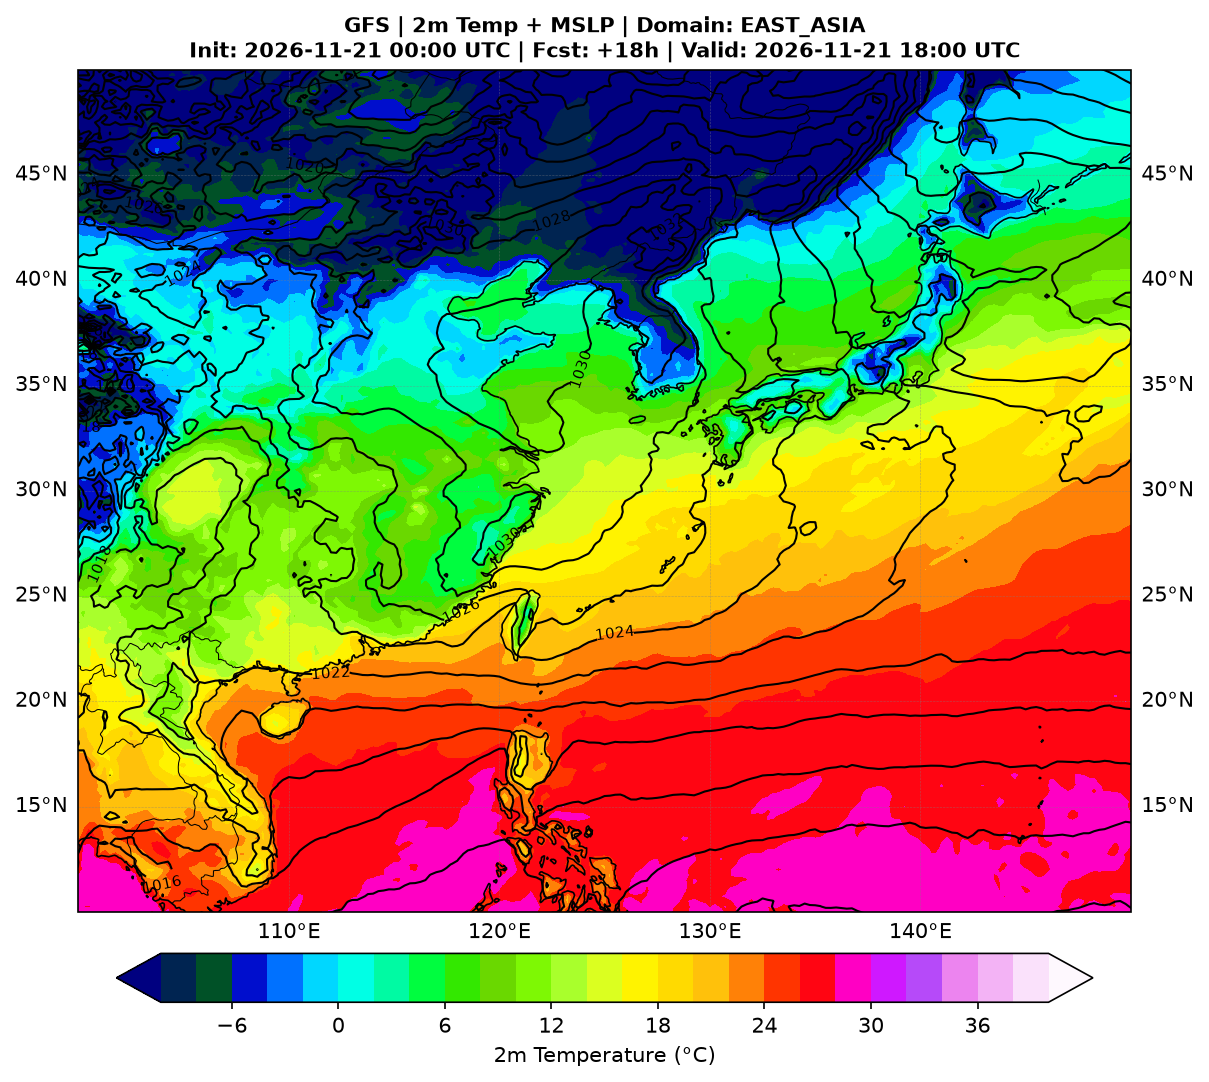 GFS | 2m Temp + MSLP | Domain: EAST_ASIA
Init: 2026-11-21 00:00 UTC | Fcst: +18h | Valid: 2026-11-21 18:00 UTC
45°N
45°N
1028
1024
1030
40°N
40°N
35°N
35°N
30°N
30°N
1030
1018
1026
25°N
25°N
1024
1022
20°N
20°N
15°N
15°N
1016
110°E
120°E
130°E
140°E
−6
0
6
12
18
24
30
36
2m Temperature (°C)